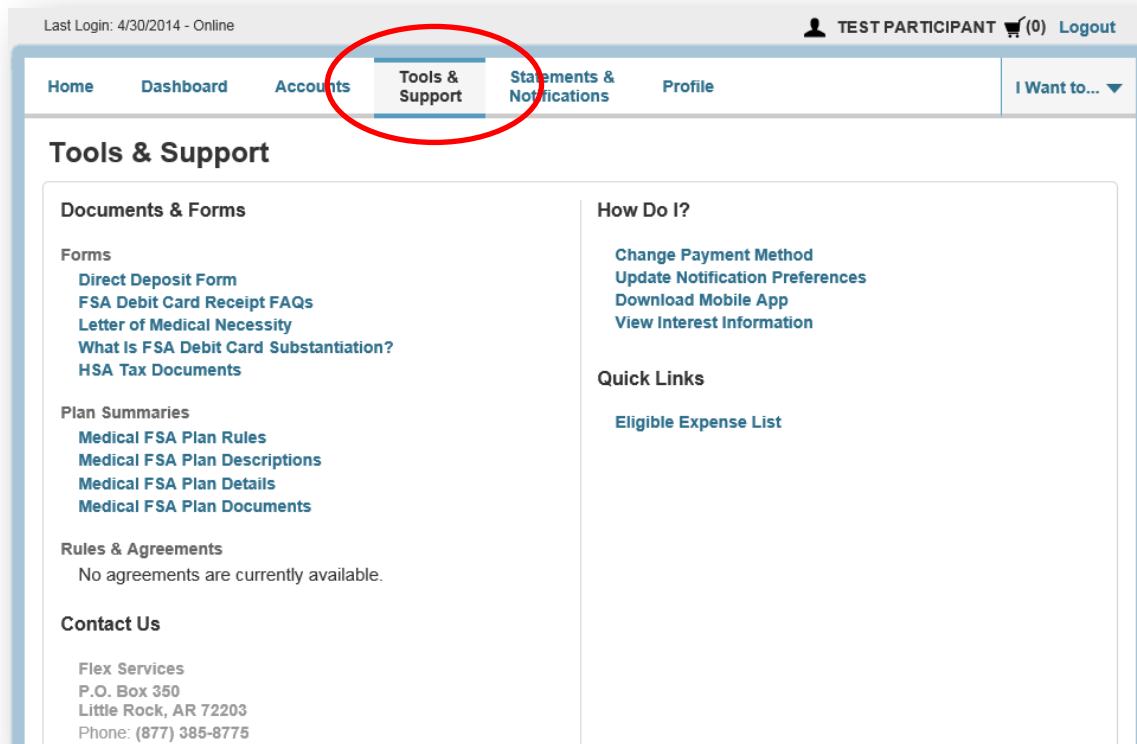 Last Login: 4/30/2014 - Online
TEST PARTICIPANT (0) Logout
Home Dashboard Accounts Tools & Support Statements & Notifications Profile I Want to...
Tools & Support
Documents & Forms
Forms
Direct Deposit Form
FSA Debit Card Receipt FAQs
Letter of Medical Necessity
What Is FSA Debit Card Substantiation?
HSA Tax Documents
Plan Summaries
Medical FSA Plan Rules
Medical FSA Plan Descriptions
Medical FSA Plan Details
Medical FSA Plan Documents
Rules & Agreements
No agreements are currently available.
Contact Us
Flex Services
P.O. Box 350
Little Rock, AR 72203
Phone: (877) 385-8775
How Do I?
Change Payment Method
Update Notification Preferences
Download Mobile App
View Interest Information
Quick Links
Eligible Expense List